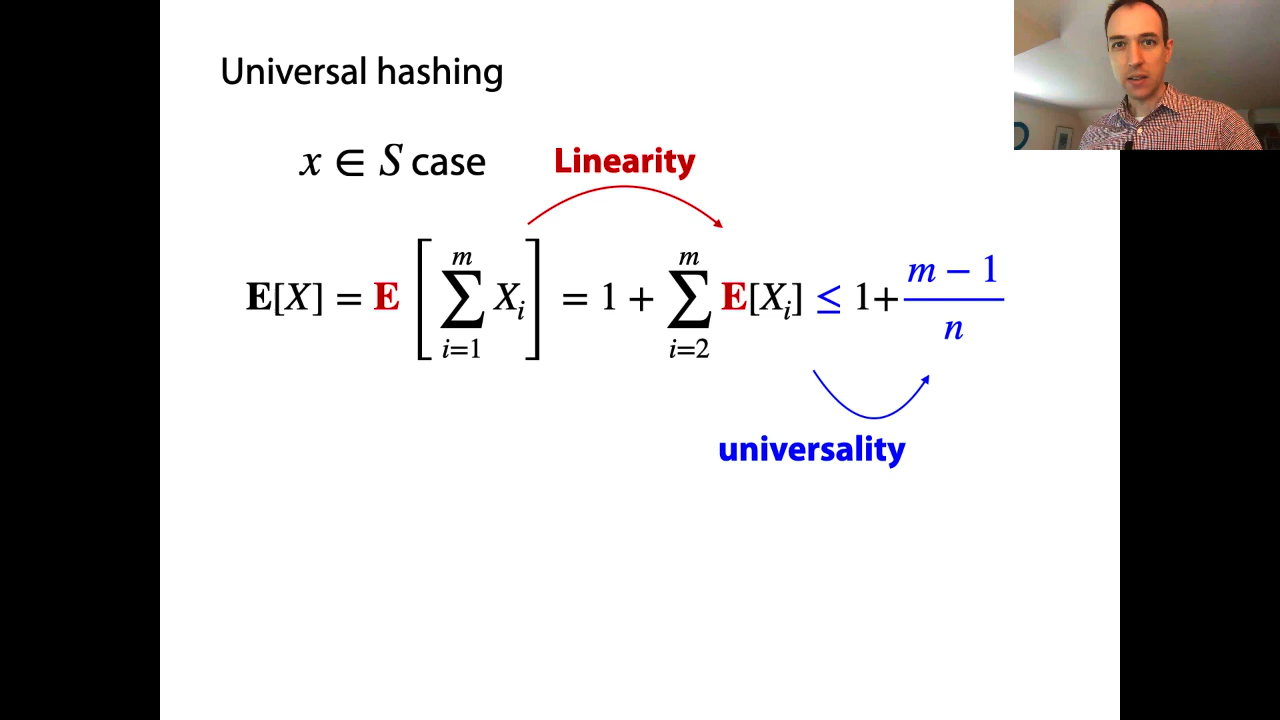 Universal hashing
x ∈ S case
Linearity
E[X] = E [ ∑_{i=1}^{m} X_i ] = 1 + ∑_{i=2}^{m} E[X_i] ≤ 1+ (m − 1)/n
universality